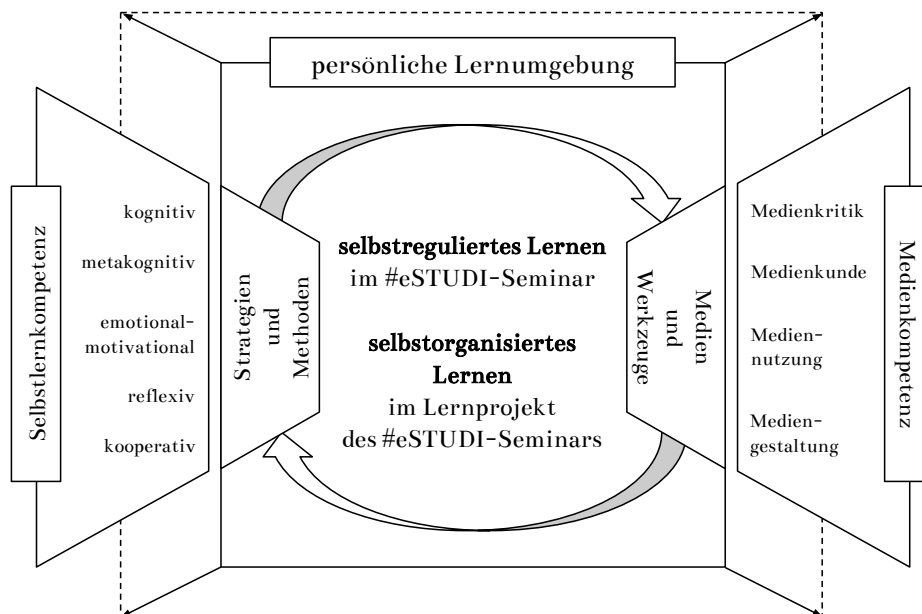 persönliche Lernumgebung
Selbstlernkompetenz
kognitiv
metakognitiv
emotional-
motivational
reflexiv
kooperativ
Strategien
und
Methoden
selbstreguliertes Lernen
im #eSTUDI-Seminar
selbstorganisiertes
Lernen
im Lernprojekt
des #eSTUDI-Seminars
Medien
und
Werkzeuge
Medienkritik
Medienkunde
Medien-
nutzung
Medien-
gestaltung
Medienkompetenz